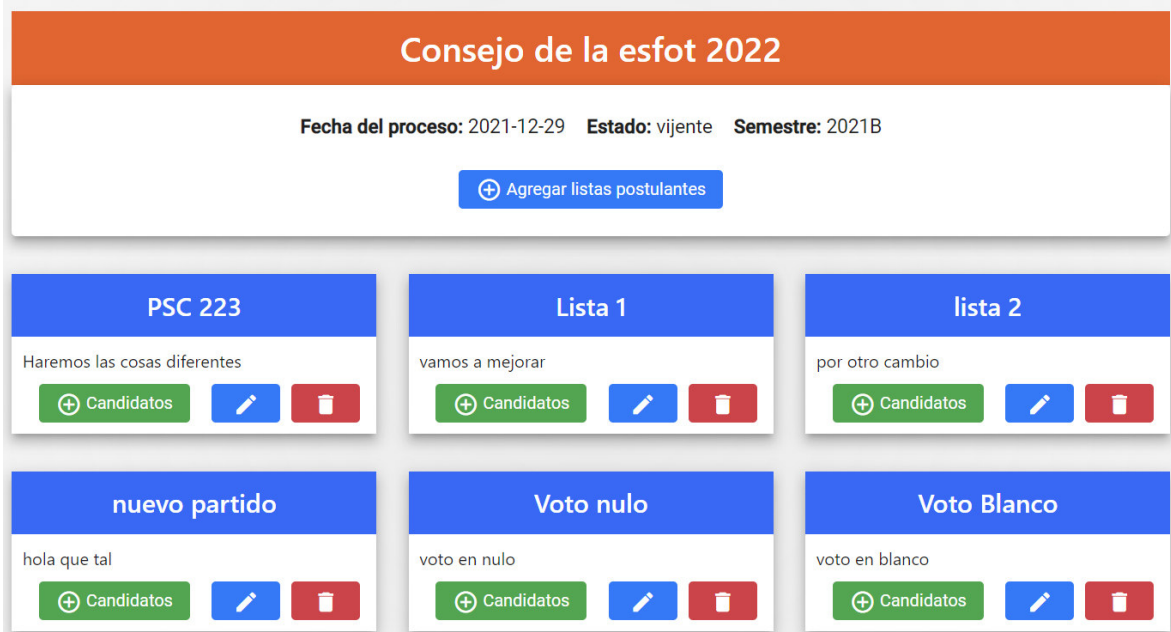 Consejo de la esfot 2022
Fecha del proceso: 2021-12-29 Estado: vijente Semestre: 2021B
Agregar listas postulantes
PSC 223
Haremos las cosas diferentes
Candidatos
Lista 1
vamos a mejorar
Candidatos
lista 2
por otro cambio
Candidatos
nuevo partido
hola que tal
Candidatos
Voto nulo
voto en nulo
Candidatos
Voto Blanco
voto en blanco
Candidatos